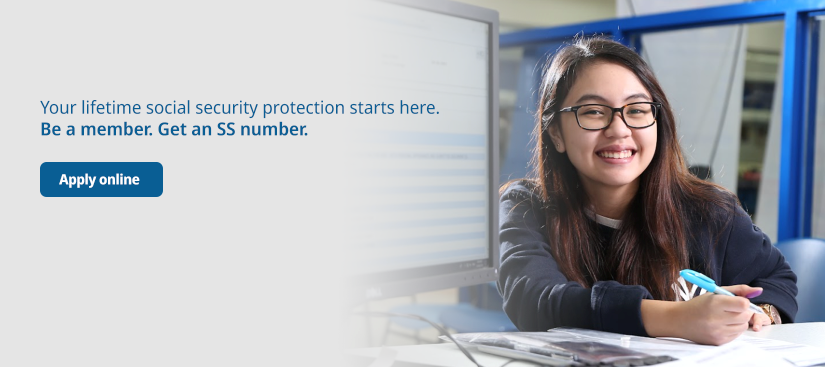 Your lifetime social security protection starts here.
Be a member. Get an SS number.
Apply online